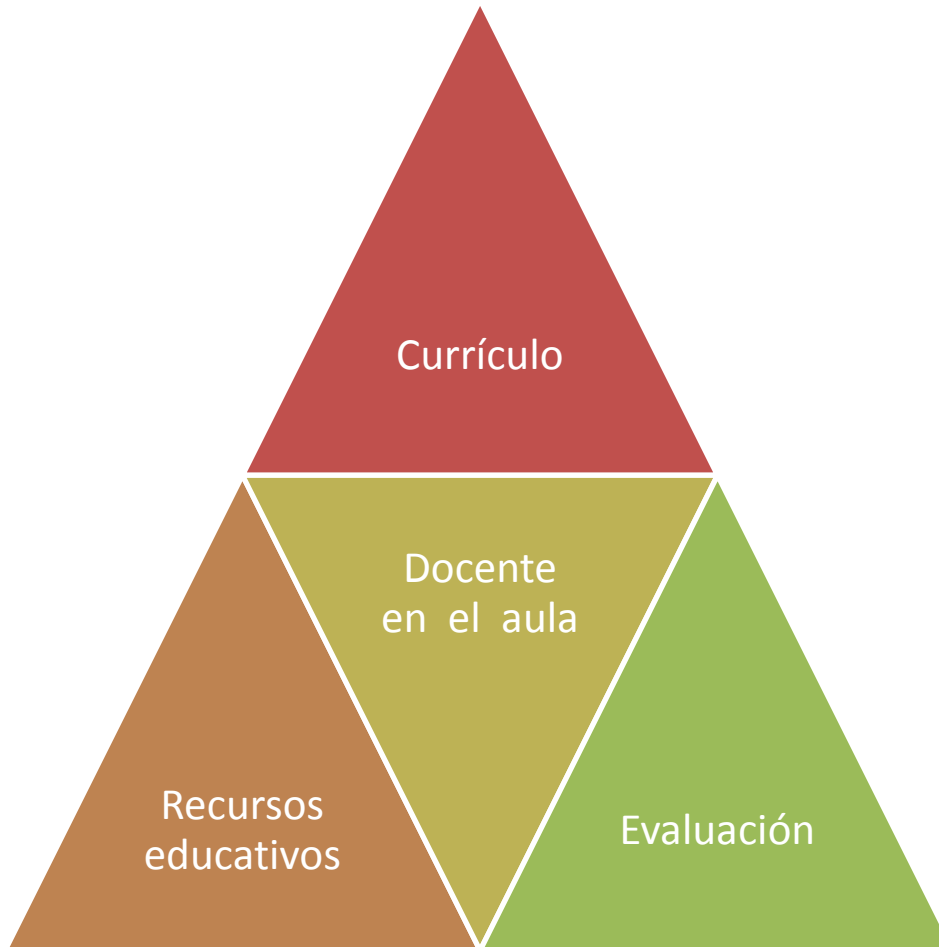 Currículo
Docente
en el aula
Recursos
educativos
Evaluación